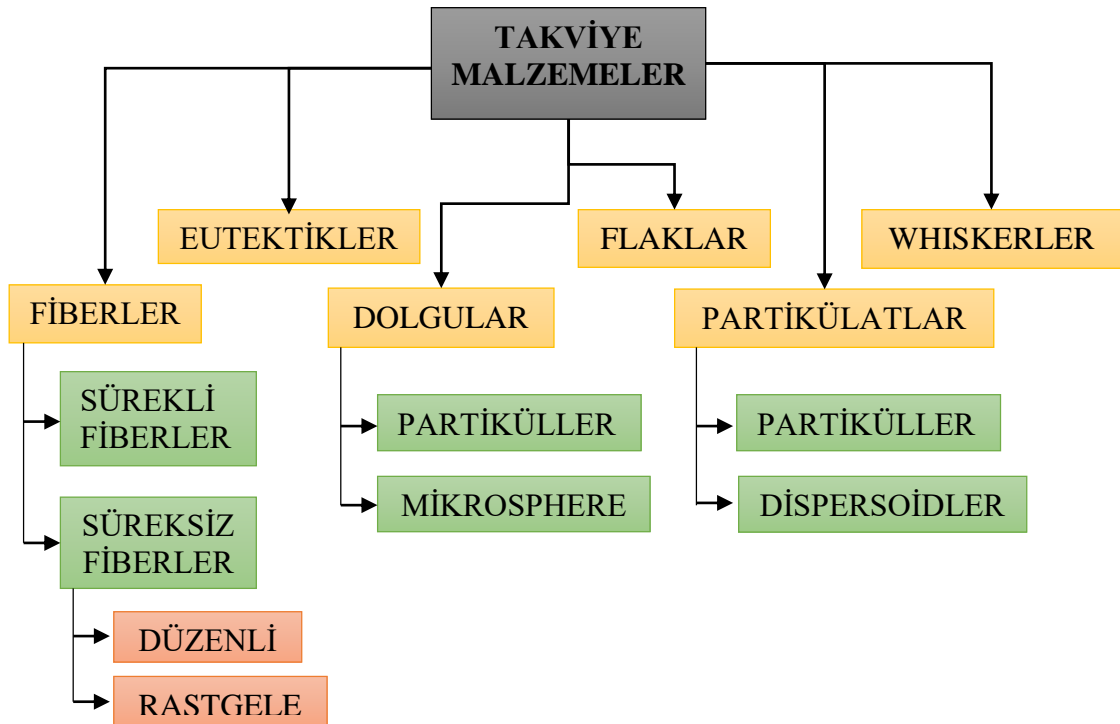 TAKVİYE
MALZEMELER
EUTEKTİKLER
FLAKLAR
WHISKERLER
FİBERLER
DOLGULAR
PARTİKÜLATLAR
SÜREKLİ
FİBERLER
PARTİKÜLLER
PARTİKÜLLER
MİKROSPHERE
DİSPERSOİDLER
SÜREKSİZ
FİBERLER
DÜZENLİ
RASTGELE